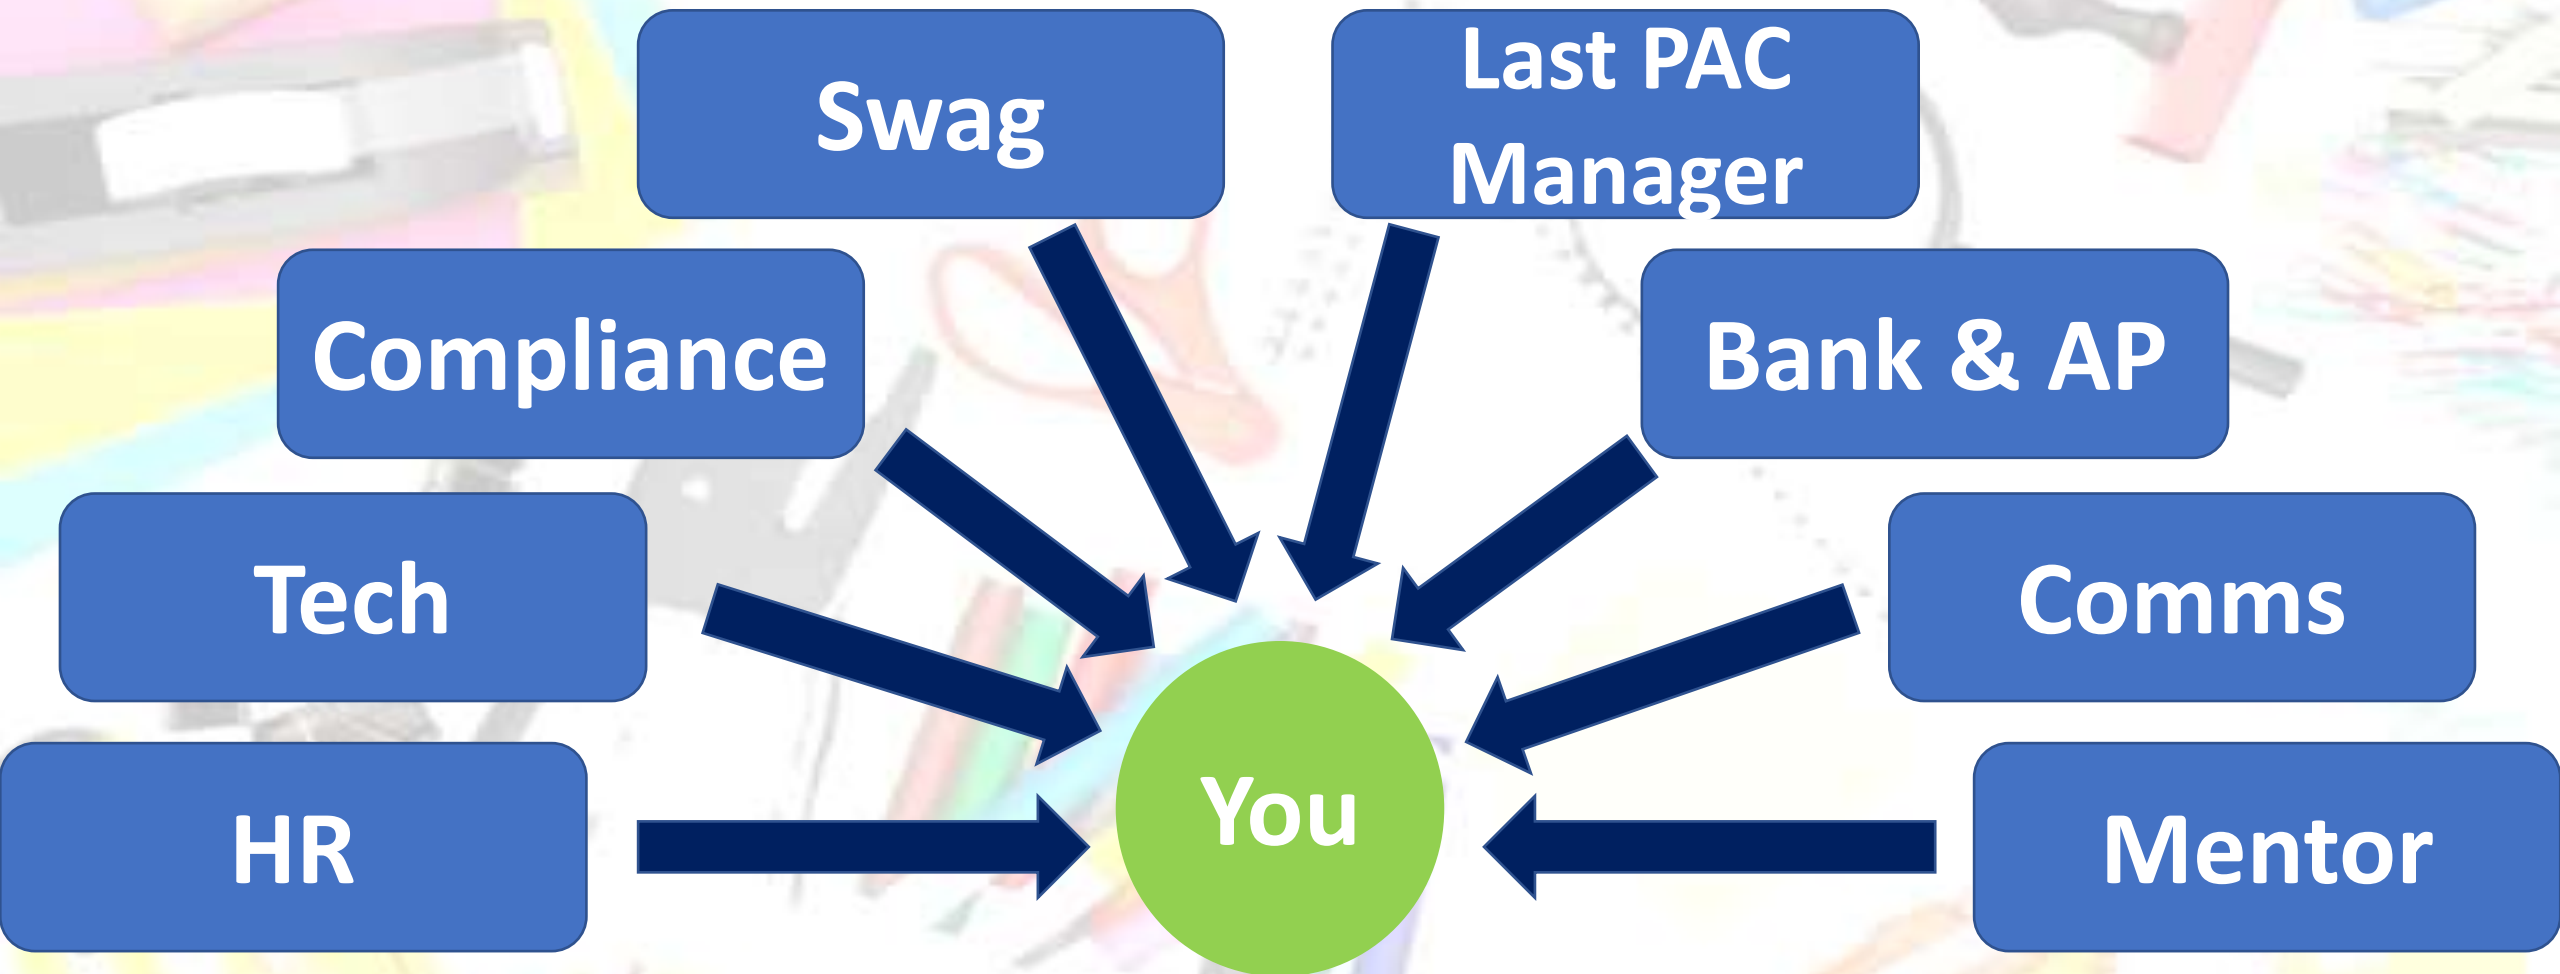 Swag
Last PAC
Manager
Compliance
Bank & AP
Tech
Comms
HR
You
Mentor